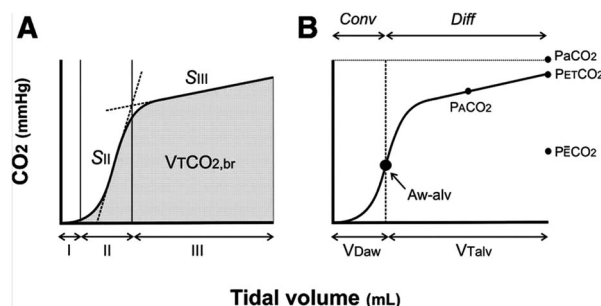 A
CO2 (mmHg)
SII
SIII
VTCO2,br
I
II
III
B
Conv
Diff
PaCO2
PETCO2
PACO2
PĒCO2
Aw-alv
VDaw
VTalv
Tidal volume (mL)